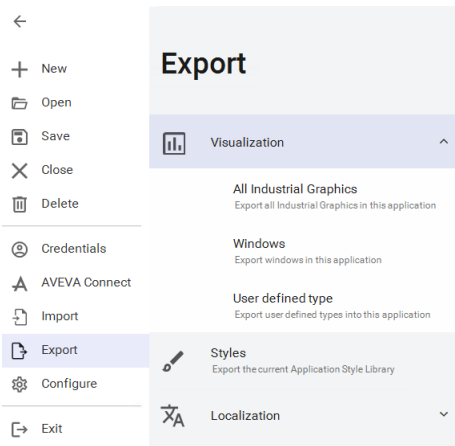 New
Open
Save
Close
Delete
Credentials
AVEVA Connect
Import
Export
Configure
Exit
Export
Visualization
All Industrial Graphics
Export all Industrial Graphics in this application
Windows
Export windows in this application
User defined type
Export user defined types into this application
Styles
Export the current Application Style Library
Localization